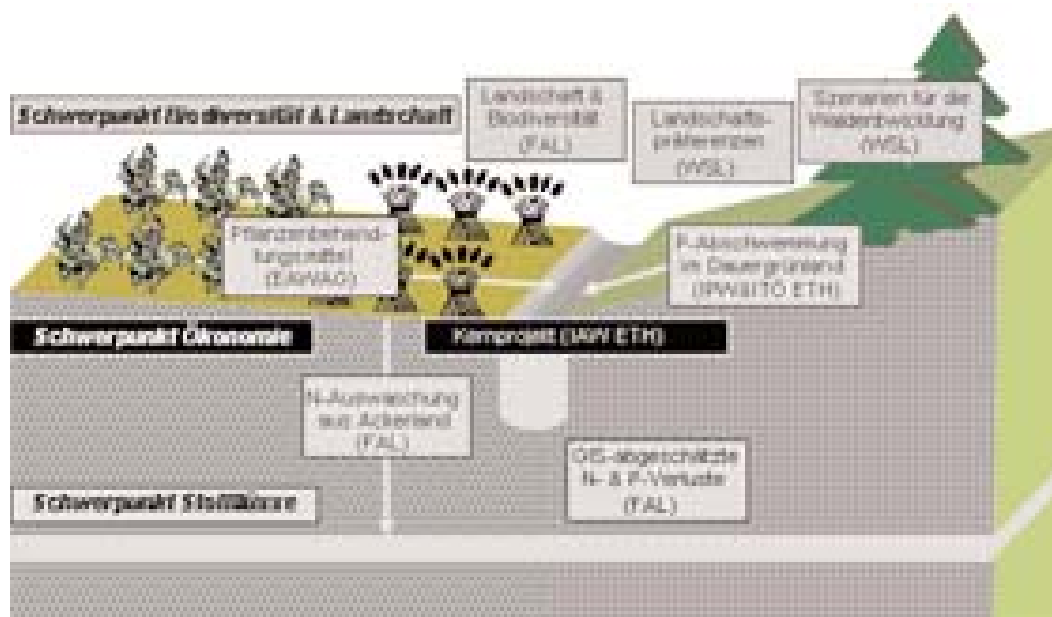 Schwerpunkt Biodiversität & Landschaft
Landschaft &
Biodiversität
(FAL)
Landschafts-
präferenzen
(WSL)
Szenarien für die
Waldentwicklung
(WSL)
Pflanzenbehand-
lungsmittel
(EAWAG)
P-Abschwemmung
im Dauergrünland
(IPW&ITÖ ETH)
Schwerpunkt Ökonomie
Kernprojekt (IAW ETH)
N-Auswaschung
aus Ackerland
(FAL)
GIS-abgeschätzte
N- & P-Verluste
(FAL)
Schwerpunkt Stoffflüsse